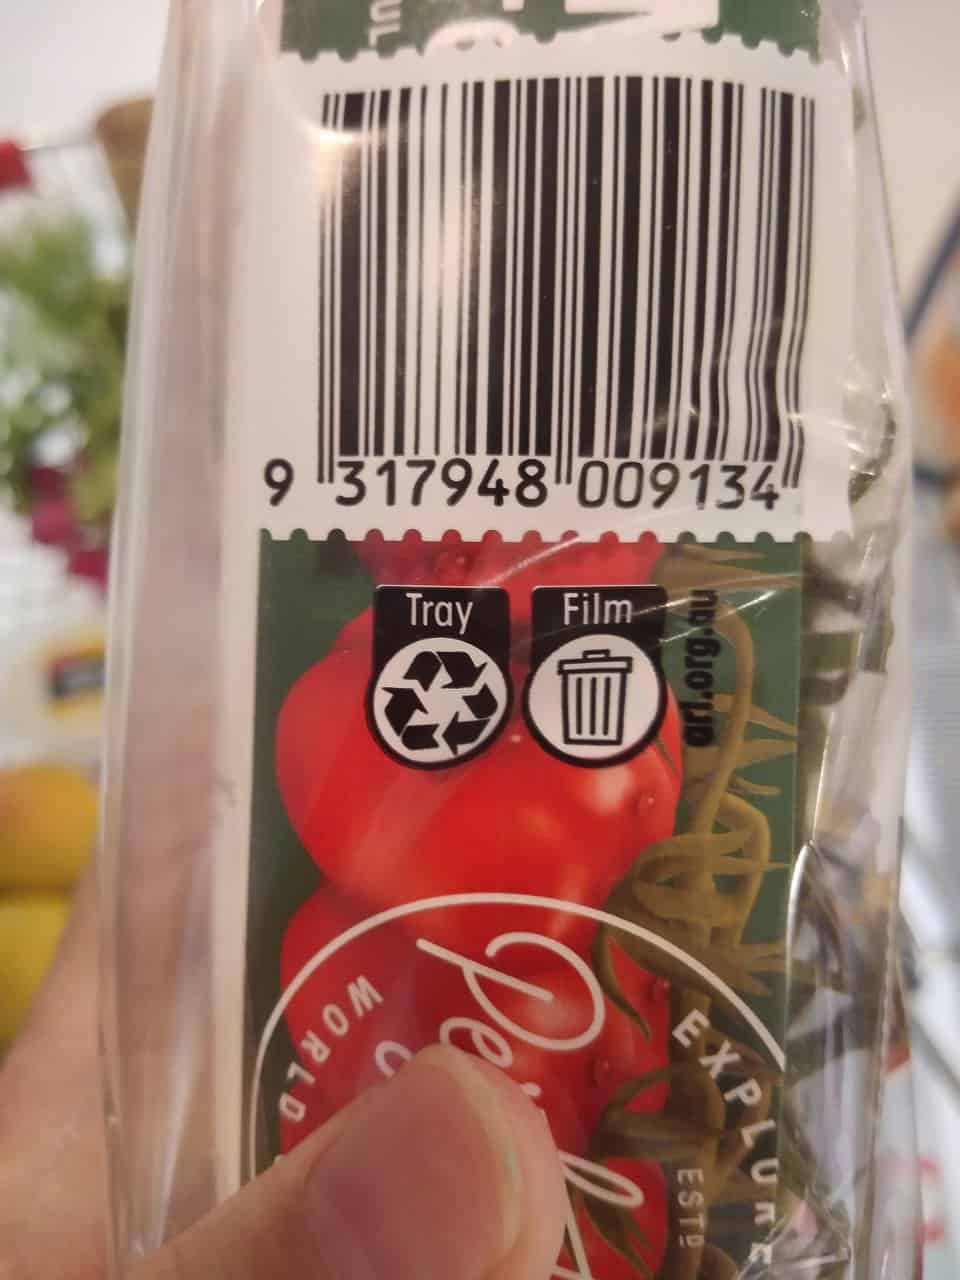 9 317948 009134
Tray
Film
arl.org.au
WORLD
EXPLORE
ESTD